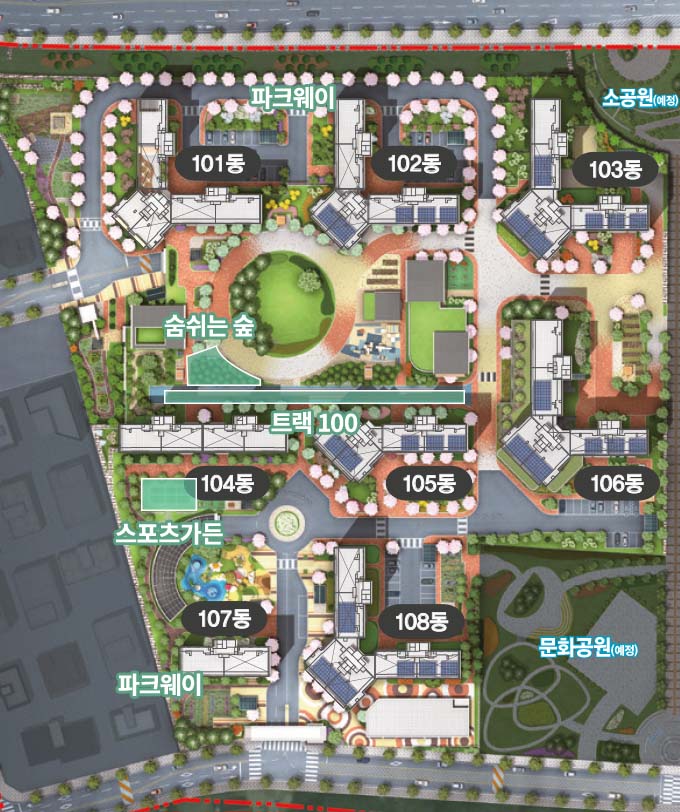 파크웨이
소공원(예정)
101동
102동
103동
숨쉬는 숲
트랙 100
104동
105동
106동
스포츠가든
107동
108동
문화공원(예정)
파크웨이